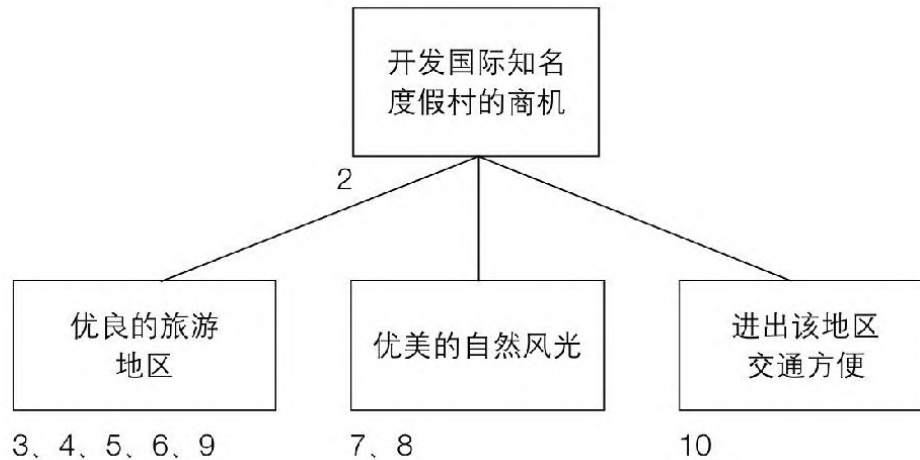 开发国际知名
度假村的商机
2
优良的旅游
地区
优美的自然风光
进出该地区
交通方便
3、4、5、6、9
7、8
10